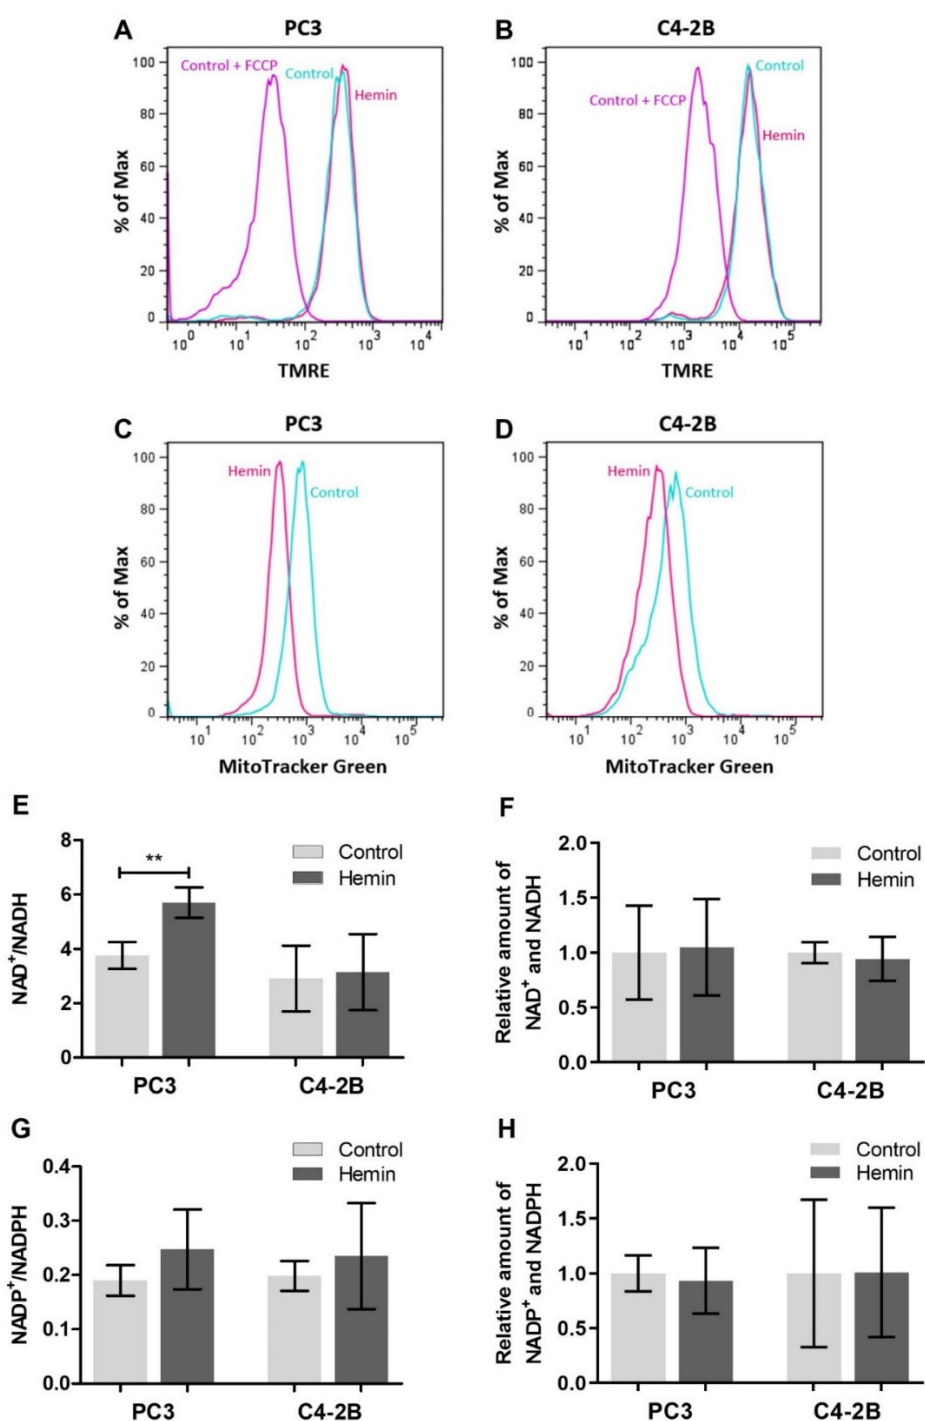 A
PC3
% of Max
100
80
60
40
20
0
Control + FCCP
Control
Hemin
10^0 10^1 10^2 10^3 10^4
TMRE
B
C4-2B
% of Max
100
80
60
40
20
0
Control + FCCP
Control
Hemin
10^1 10^2 10^3 10^4 10^5
TMRE
C
PC3
% of Max
100
80
60
40
20
0
Hemin
Control
10^1 10^2 10^3 10^4 10^5
MitoTracker Green
D
C4-2B
% of Max
100
80
60
40
20
0
Hemin
Control
10^1 10^2 10^3 10^4 10^5
MitoTracker Green
E
NAD+/NADH
8
6
4
2
0
**
Control
Hemin
PC3 C4-2B
F
Relative amount of
NAD+ and NADH
2.0
1.5
1.0
0.5
0.0
Control
Hemin
PC3 C4-2B
G
NADP+/NADPH
0.4
0.3
0.2
0.1
0.0
Control
Hemin
PC3 C4-2B
H
Relative amount of
NADP+ and NADPH
2.0
1.5
1.0
0.5
0.0
Control
Hemin
PC3 C4-2B